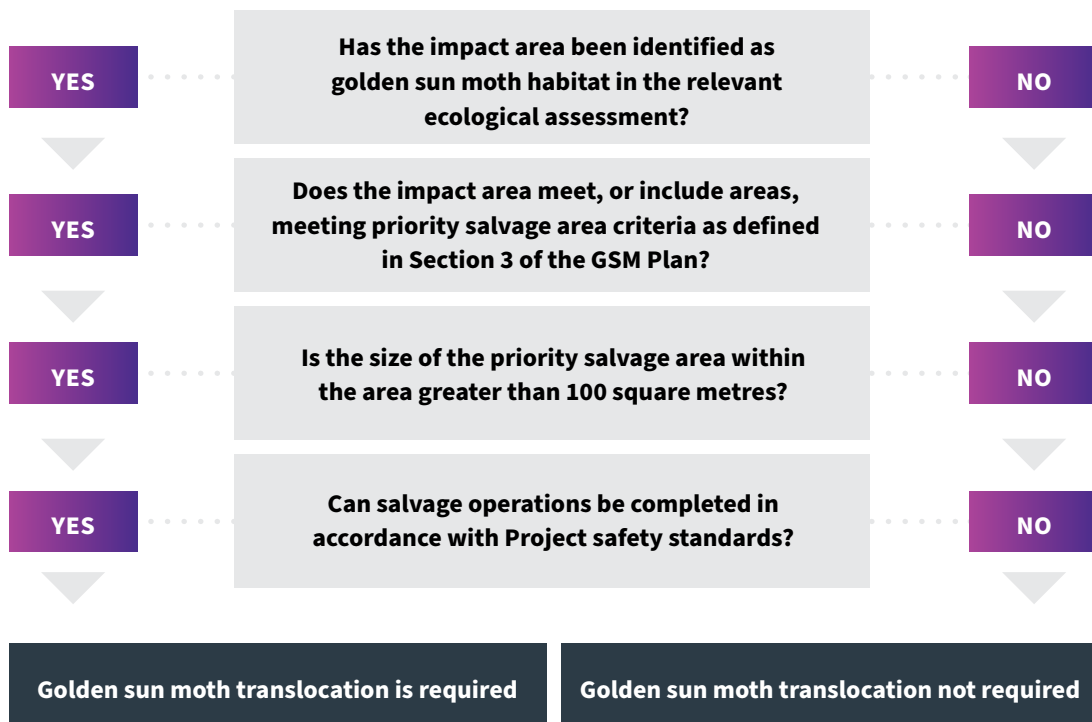 Has the impact area been identified as
golden sun moth habitat in the relevant
ecological assessment?
YES
NO
Does the impact area meet, or include areas,
meeting priority salvage area criteria as defined
in Section 3 of the GSM Plan?
YES
NO
Is the size of the priority salvage area within
the area greater than 100 square metres?
YES
NO
Can salvage operations be completed in
accordance with Project safety standards?
YES
NO
Golden sun moth translocation is required
Golden sun moth translocation not required